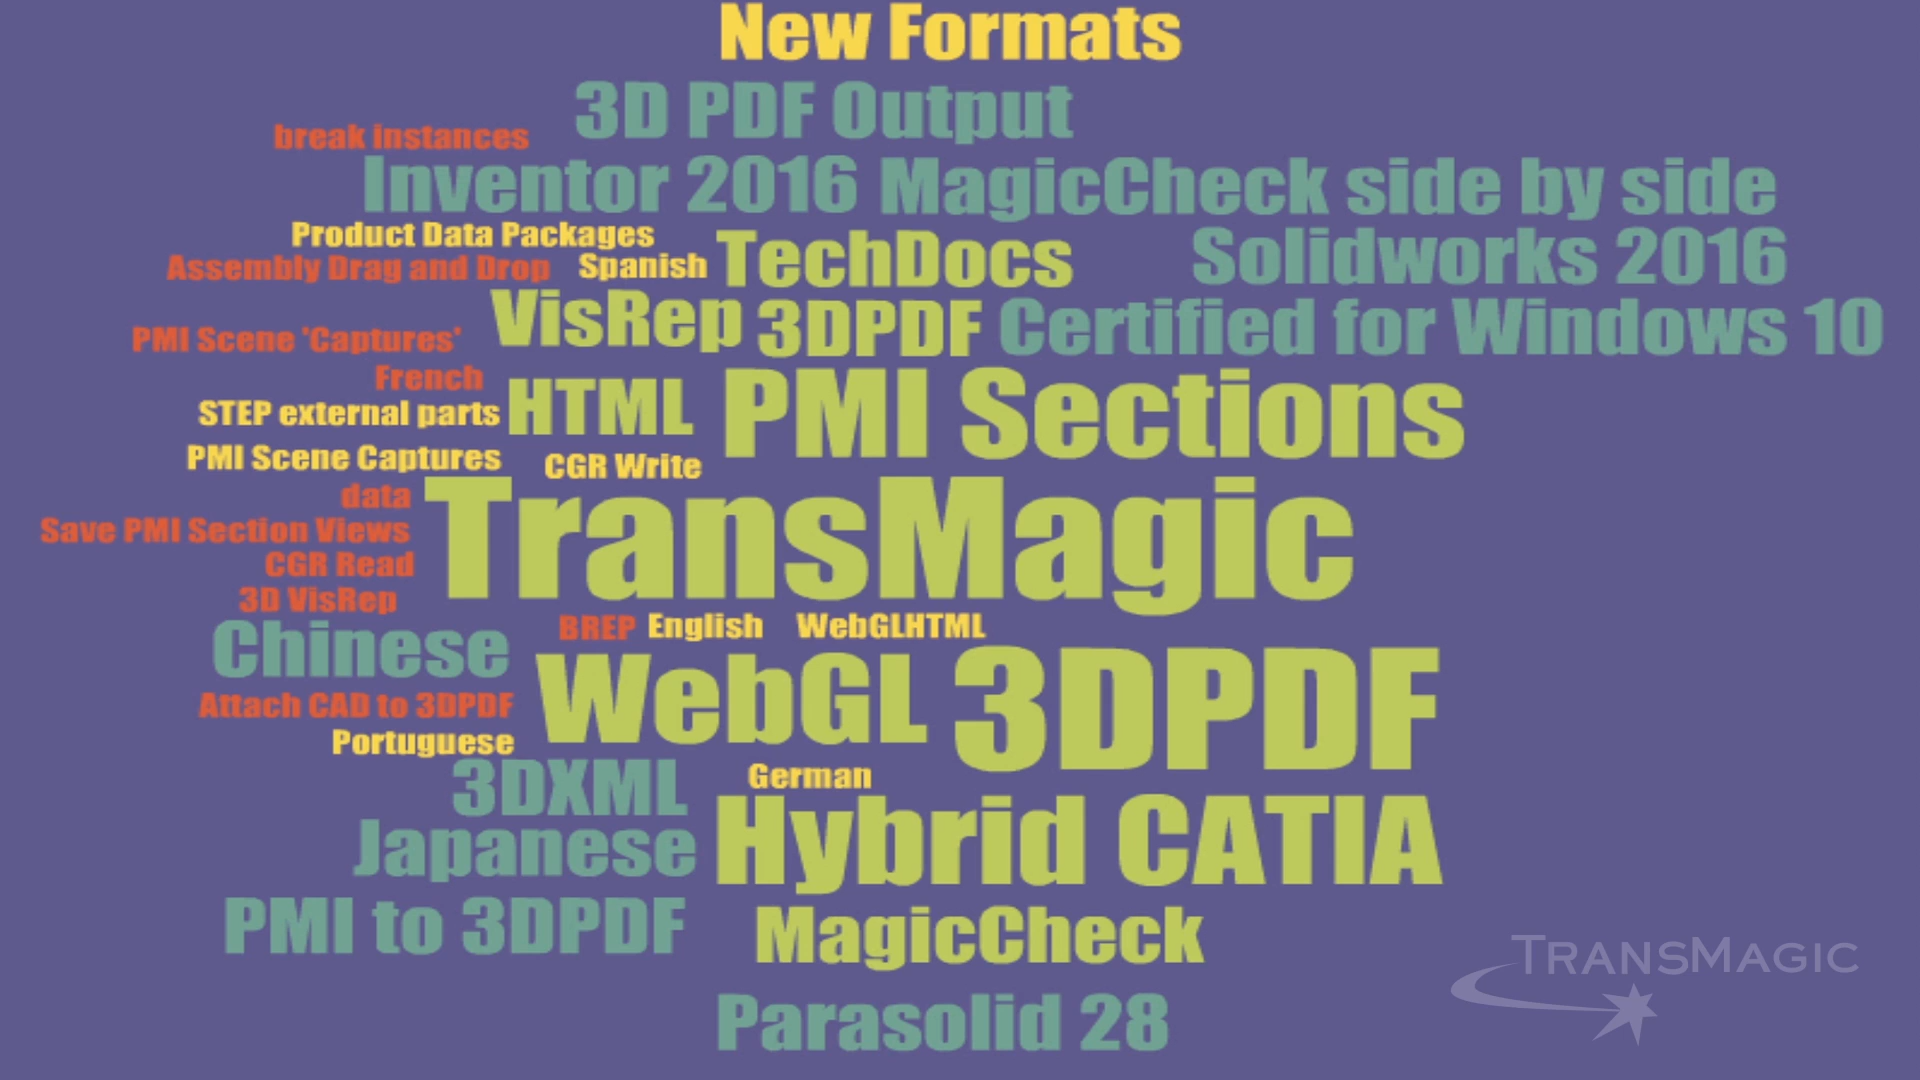 New Formats
3D PDF Output
break instances
Inventor 2016 MagicCheck side by side
Product Data Packages
TechDocs
Solidworks 2016
Assembly Drag and Drop Spanish
VisRep 3DPDF Certified for Windows 10
PMI Scene 'Captures'
French
HTML PMI Sections
STEP external parts
PMI Scene Captures CGR Write
data
TransMagic
Save PMI Section Views
CGR Read
3D VisRep
BREP English WebGLHTML
Chinese
WebGL 3DPDF
Attach CAD to 3DPDF
Portuguese
3DXML German
Japanese Hybrid CATIA
PMI to 3DPDF MagicCheck
TRANSMAGIC
Parasolid 28